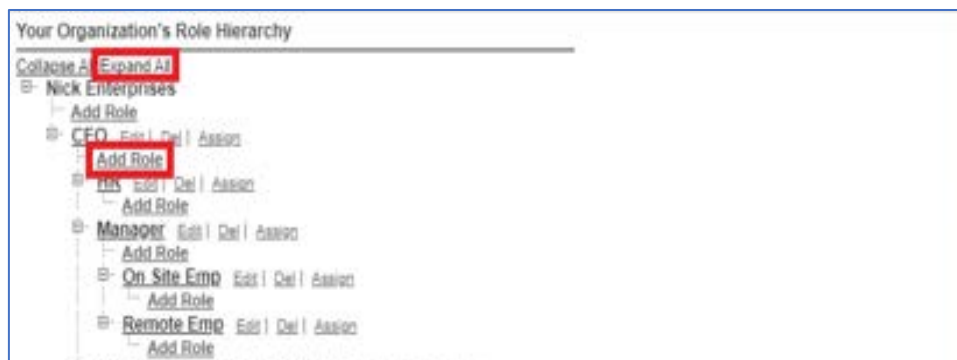 Your Organization's Role Hierarchy
Collapse Al Expand All
Nick Enterprises
Add Role
CEO Edit | Del | Assign
Add Role
HR Edit | Del | Assign
Add Role
Manager Edit | Del | Assign
Add Role
On Site Emp Edit | Del | Assign
Add Role
Remote Emp Edit | Del | Assign
Add Role